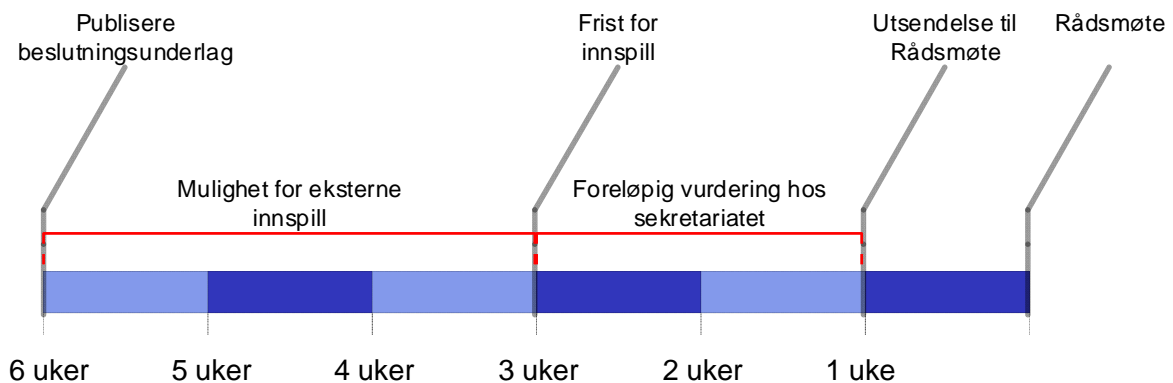 Publisere
beslutningsunderlag
Frist for
innspill
Utsendelse til
Rådsmøte
Rådsmøte
Mulighet for eksterne
innspill
Foreløpig vurdering hos
sekretariatet
6 uker
5 uker
4 uker
3 uker
2 uker
1 uke